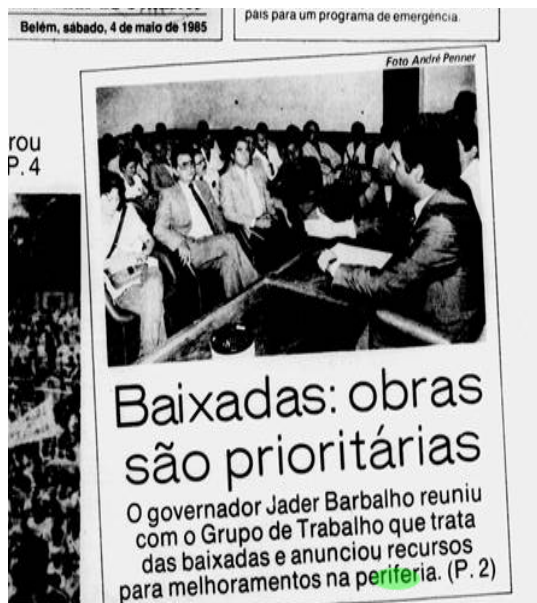 Belém, sábado, 4 de maio de 1985
país para um programa de emergência.
Foto André Penner
rou
P. 4
Baixadas: obras
são prioritárias
O governador Jader Barbalho reuniu
com o Grupo de Trabalho que trata
das baixadas e anunciou recursos
para melhoramentos na periferia. (P. 2)